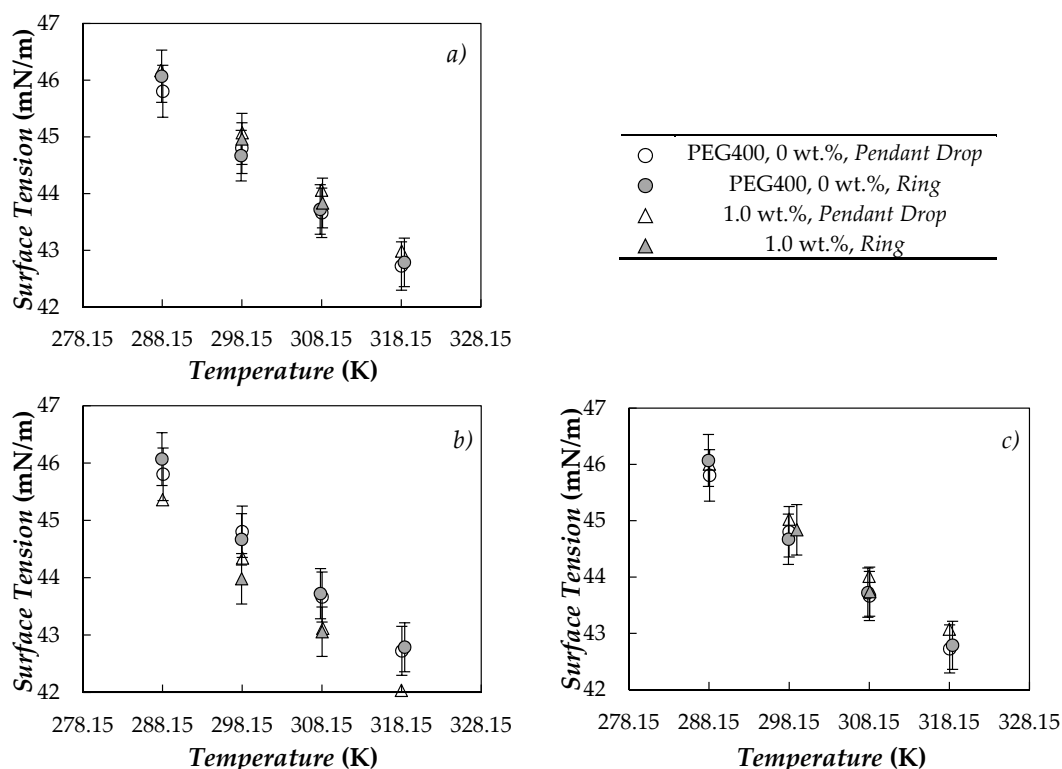 47
46
45
44
43
42
Surface Tension (mN/m)
a)
278.15 288.15 298.15 308.15 318.15 328.15
Temperature (K)
PEG400, 0 wt.%, Pendant Drop
PEG400, 0 wt.%, Ring
1.0 wt.%, Pendant Drop
1.0 wt.%, Ring
47
46
45
44
43
42
Surface Tension (mN/m)
b)
278.15 288.15 298.15 308.15 318.15 328.15
Temperature (K)
47
46
45
44
43
42
Surface Tension (mN/m)
c)
278.15 288.15 298.15 308.15 318.15 328.15
Temperature (K)